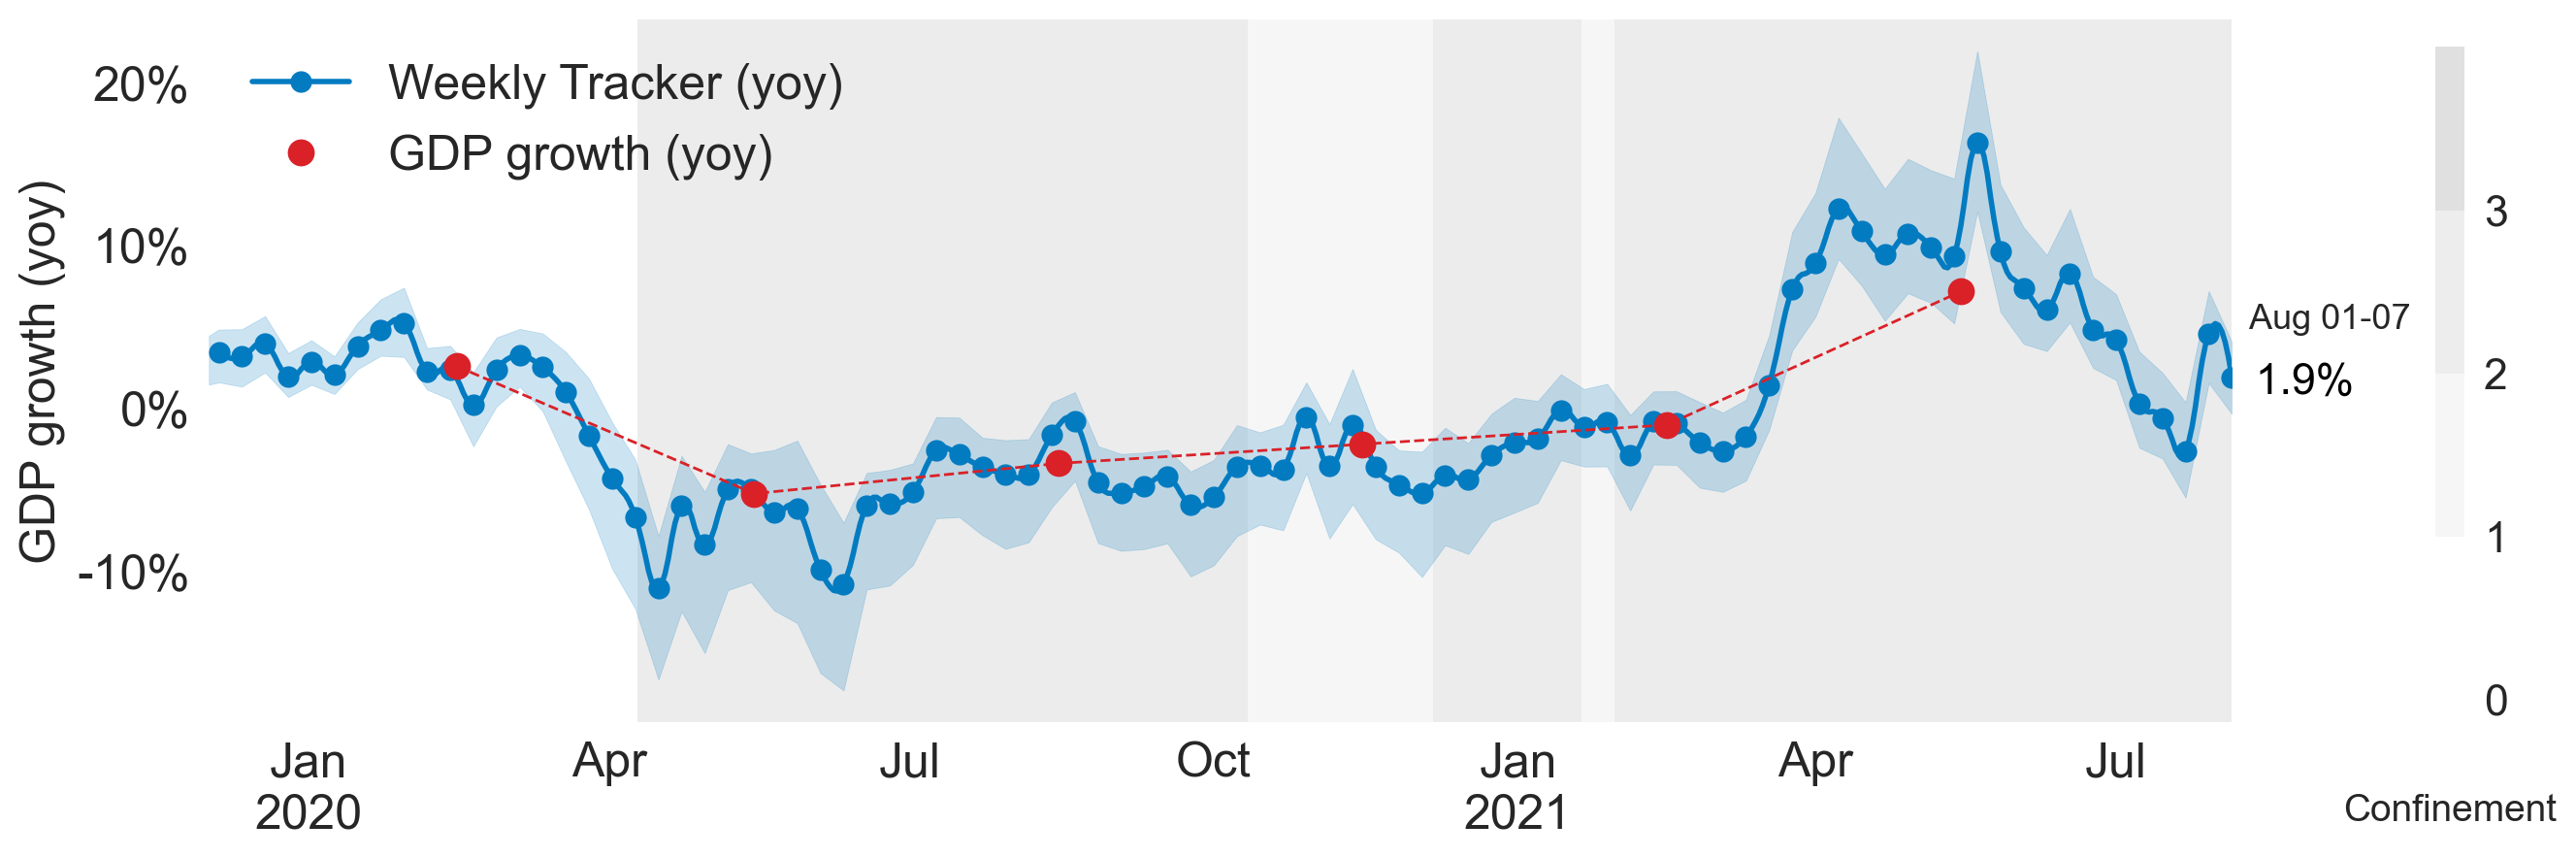 Weekly Tracker (yoy)
GDP growth (yoy)
GDP growth (yoy)
20%
10%
0%
-10%
Jan
2020
Apr
Jul
Oct
Jan
2021
Apr
Jul
Aug 01-07
1.9%
3
2
1
0
Confinement